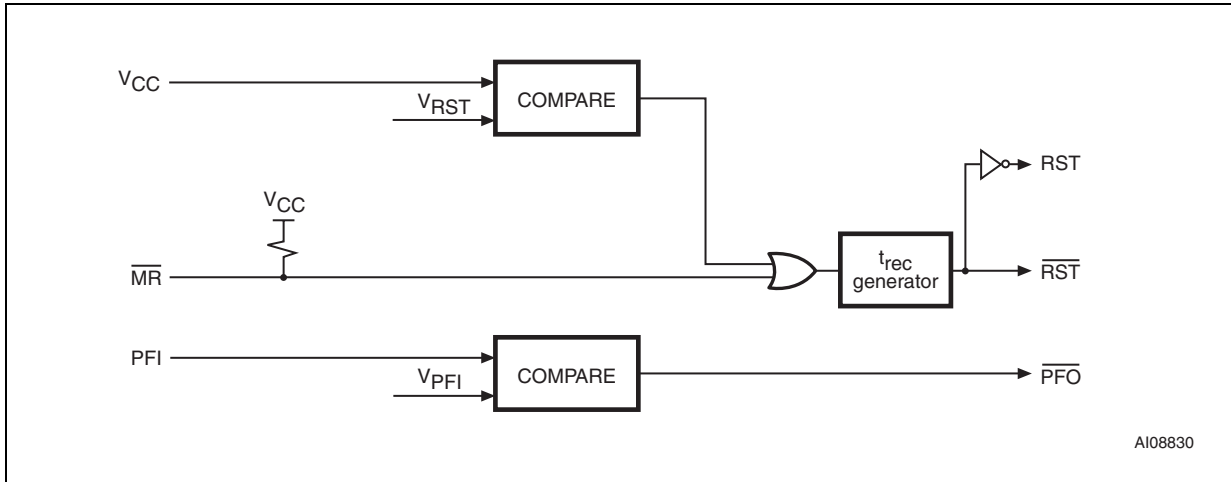 VCC
VRST
COMPARE
RST
VCC
MR
trec
generator
RST
PFI
VPFI
COMPARE
PFO
AI08830